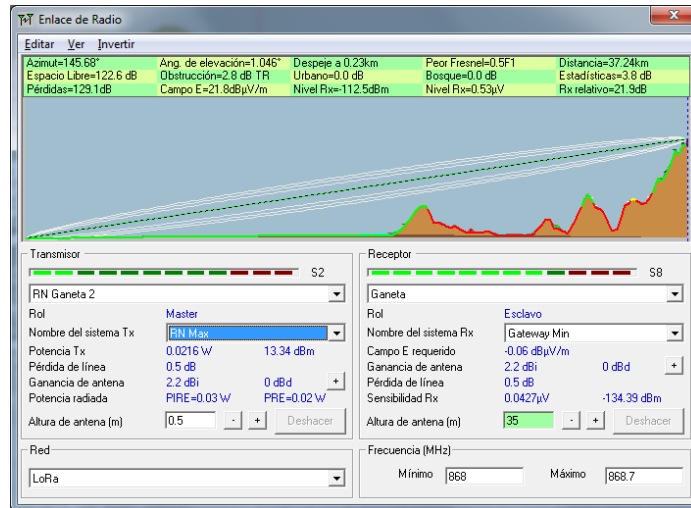 Enlace de Radio
Editar Ver Invertir
Azimut=145.68° Ang. de elevación=1.046° Despeje a 0.23km Peor Fresnel=0.5F1 Distancia=37.24km
Espacio Libre=122.6 dB Obstrucción=2.8 dB TR Urbano=0.0 dB Bosque=0.0 dB Estadísticas=3.8 dB
Pérdidas=129.1dB Campo E=21.8dBµV/m Nivel Rx=-112.5dBm Nivel Rx=0.53µV Rx relativo=21.9dB
Transmisor
S2
RN Ganeta 2
Rol Master
Nombre del sistema Tx RN Max
Potencia Tx 0.0216 W 13.34 dBm
Pérdida de línea 0.5 dB
Ganancia de antena 2.2 dBi 0 dBd +
Potencia radiada PIRE=0.03 W PRE=0.02 W
Altura de antena (m) 0.5 - + Deshacer
Receptor
S8
Ganeta
Rol Esclavo
Nombre del sistema Rx Gateway Min
Campo E requerido -0.06 dBµV/m
Ganancia de antena 2.2 dBi 0 dBd +
Pérdida de línea 0.5 dB
Sensibilidad Rx 0.0427µV -134.39 dBm
Altura de antena (m) 35 - + Deshacer
Red
LoRa
Frecuencia (MHz)
Mínimo 868 Máximo 868.7